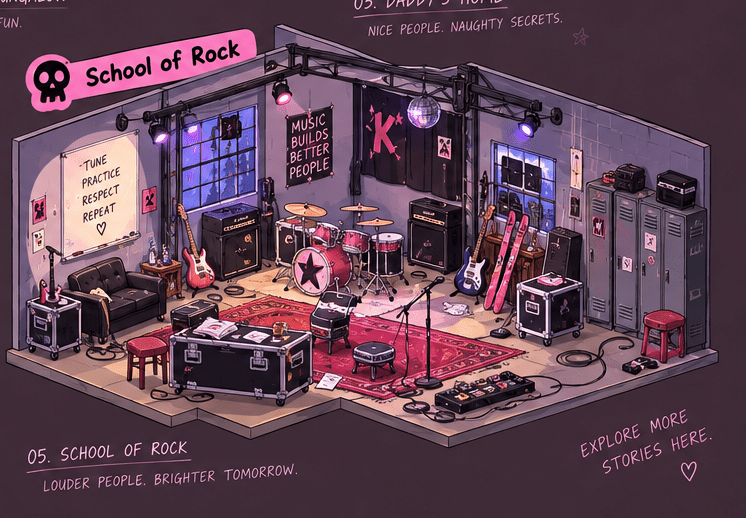 FUN.
05. DADDY'S HOME
NICE PEOPLE. NAUGHTY SECRETS.
School of Rock
TUNE
PRACTICE
RESPECT
REPEAT
MUSIC
BUILDS
BETTER
PEOPLE
K
05. SCHOOL OF ROCK
LOUDER PEOPLE. BRIGHTER TOMORROW.
EXPLORE MORE
STORIES HERE.